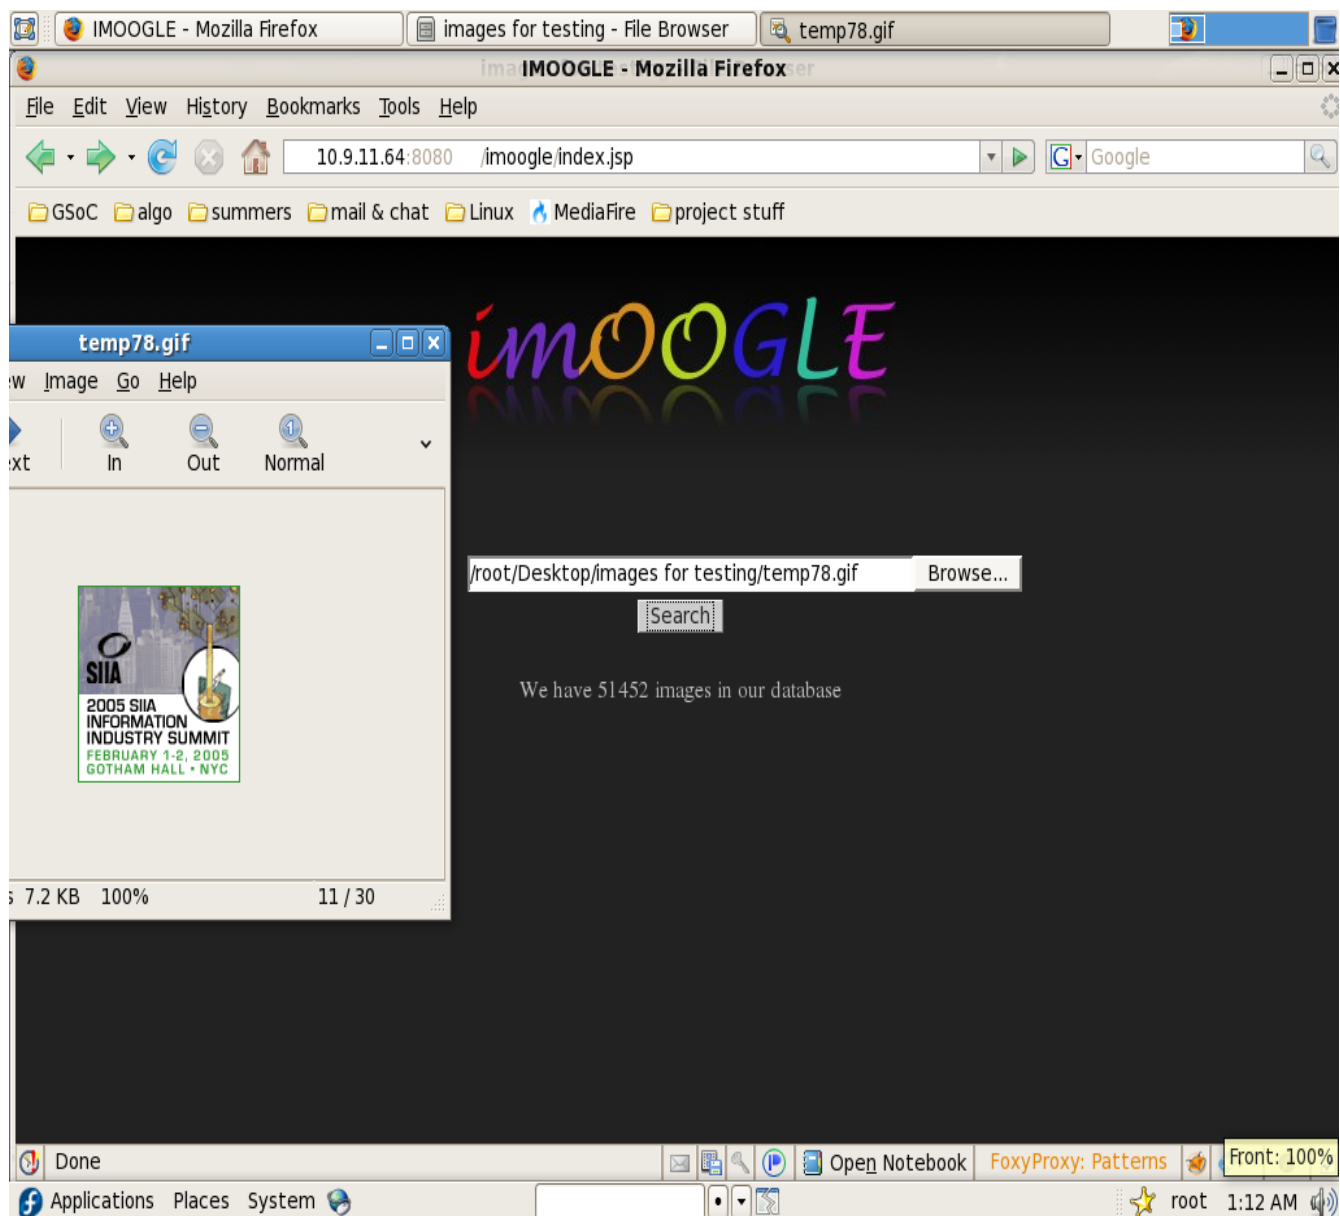 IMOOGLE - Mozilla Firefox
images for testing - File Browser
temp78.gif
IMOOGLE - Mozilla Firefox
File Edit View History Bookmarks Tools Help
10.9.11.64:8080 /imoogle/index.jsp
G Google
GSoC algo summers mail & chat Linux MediaFire project stuff
imOOGLE
temp78.gif
ew Image Go Help
ext In Out Normal
/root/Desktop/images for testing/temp78.gif Browse...
Search
We have 51452 images in our database
SIIA
2005 SIIA
INFORMATION
INDUSTRY SUMMIT
FEBRUARY 1-2, 2005
GOTHAM HALL • NYC
s 7.2 KB 100% 11 / 30
Done Open Notebook FoxyProxy: Patterns Front: 100%
Applications Places System root 1:12 AM